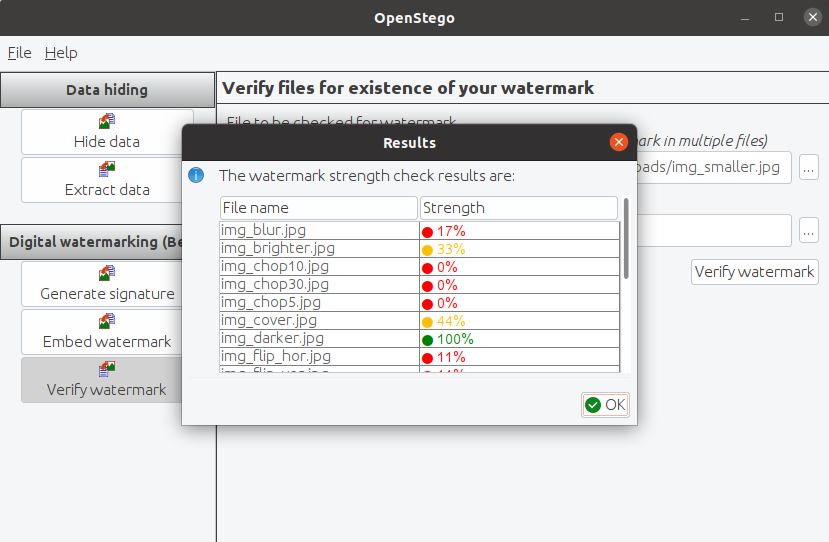 OpenStego
File Help
Data hiding
Hide data
Extract data
Digital watermarking (Be
Generate signature
Embed watermark
Verify watermark
Verify files for existence of your watermark
File to be checked for watermark
mark in multiple files)
oads/img_smaller.jpg
...
...
Verify watermark
Results
The watermark strength check results are:
File name Strength
img_blur.jpg 17%
img_brighter.jpg 33%
img_chop10.jpg 0%
img_chop30.jpg 0%
img_chop5.jpg 0%
img_cover.jpg 44%
img_darker.jpg 100%
img_flip_hor.jpg 11%
OK